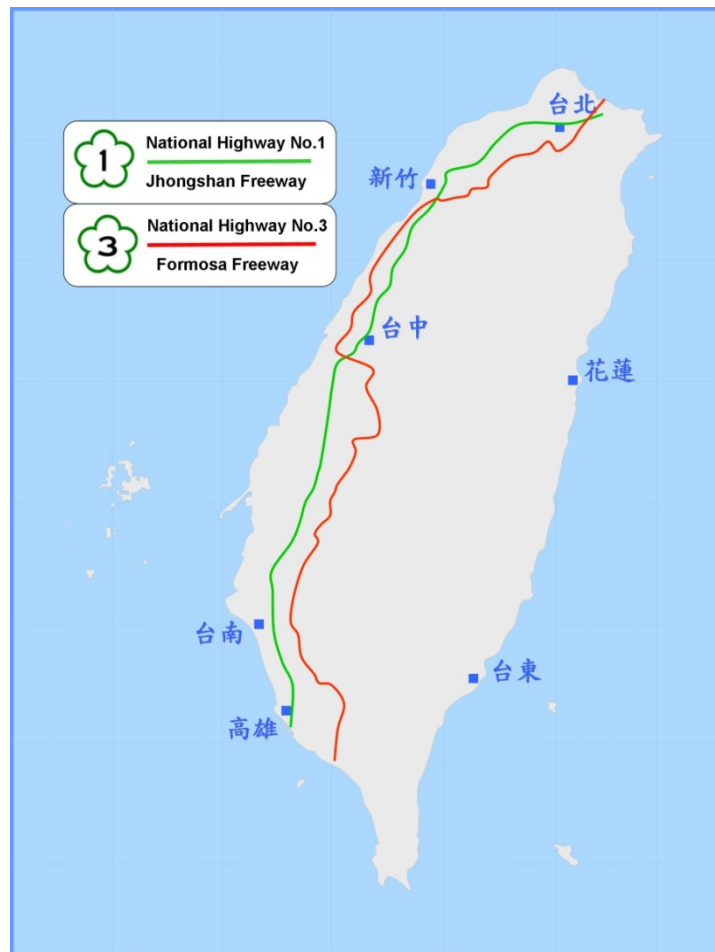 1
National Highway No.1
Jhongshan Freeway
3
National Highway No.3
Formosa Freeway
台北
新竹
台中
花蓮
台南
台東
高雄